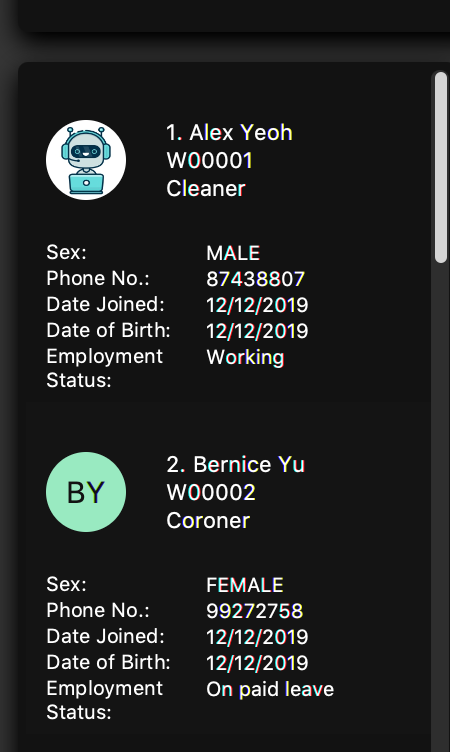 1. Alex Yeoh
W00001
Cleaner
Sex: MALE
Phone No.: 87438807
Date Joined: 12/12/2019
Date of Birth: 12/12/2019
Employment Working
Status:
BY
2. Bernice Yu
W00002
Coroner
Sex: FEMALE
Phone No.: 99272758
Date Joined: 12/12/2019
Date of Birth: 12/12/2019
Employment On paid leave
Status: